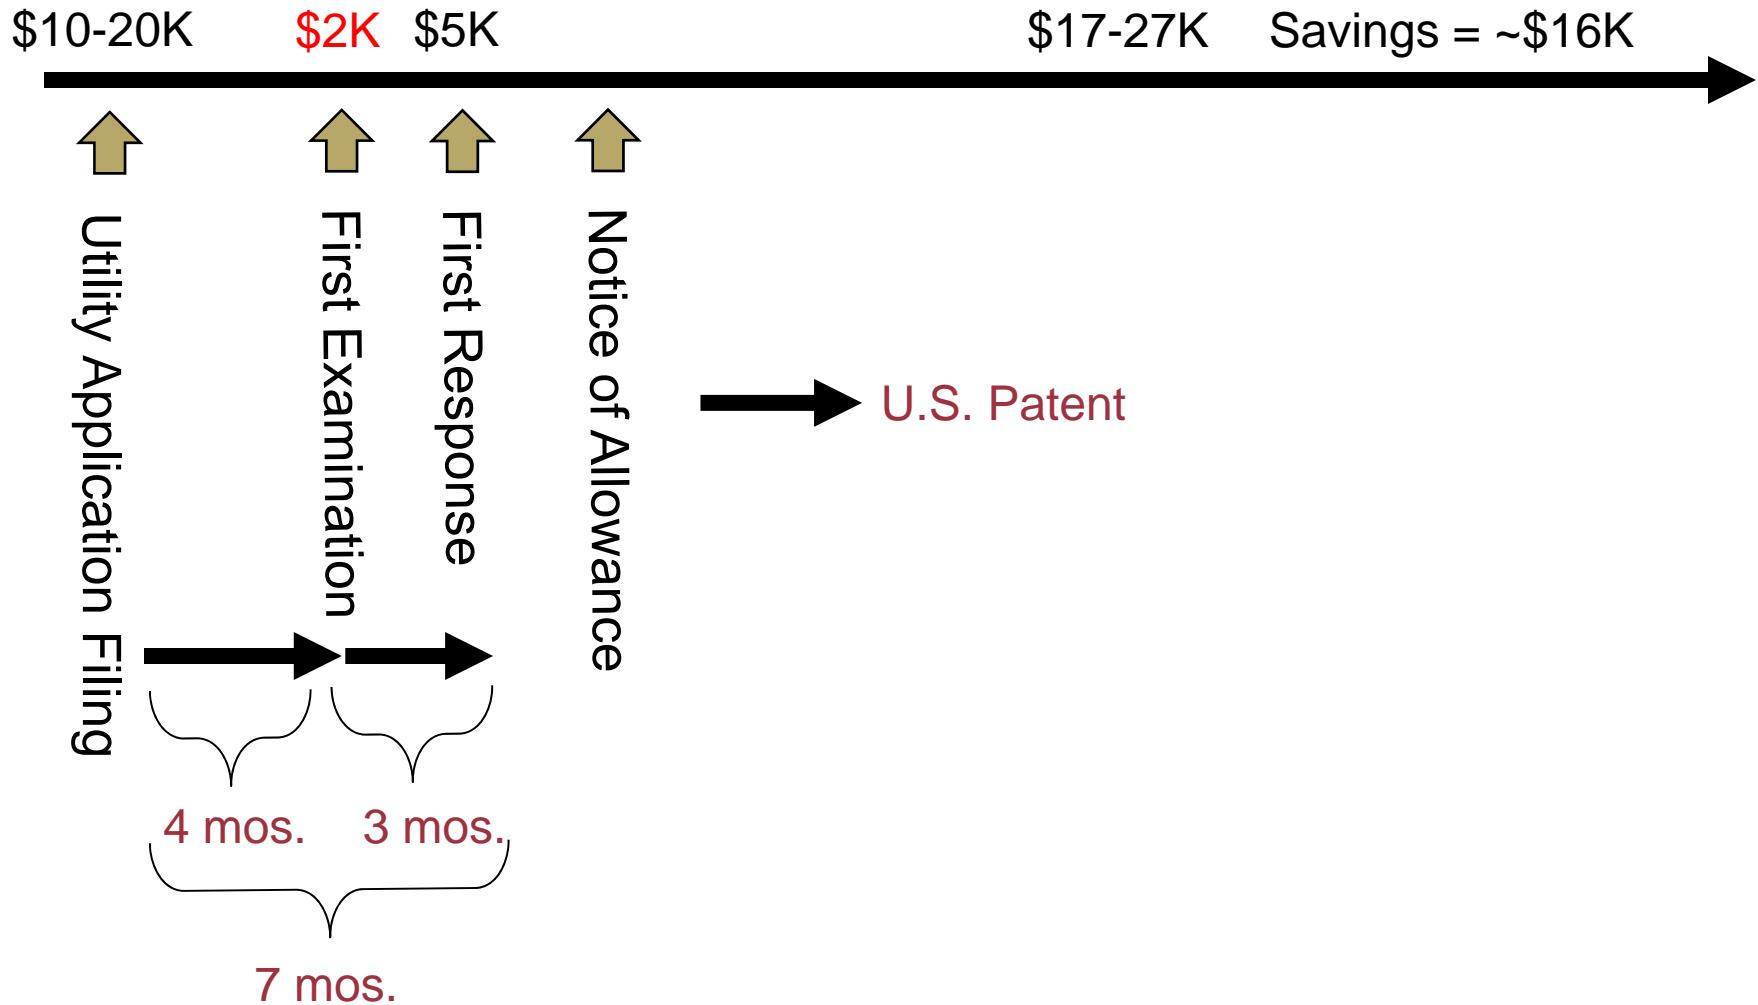 $10-20K $2K $5K $17-27K Savings = ~$16K
Utility Application Filing
First Examination
First Response
Notice of Allowance
U.S. Patent
4 mos. 3 mos.
7 mos.